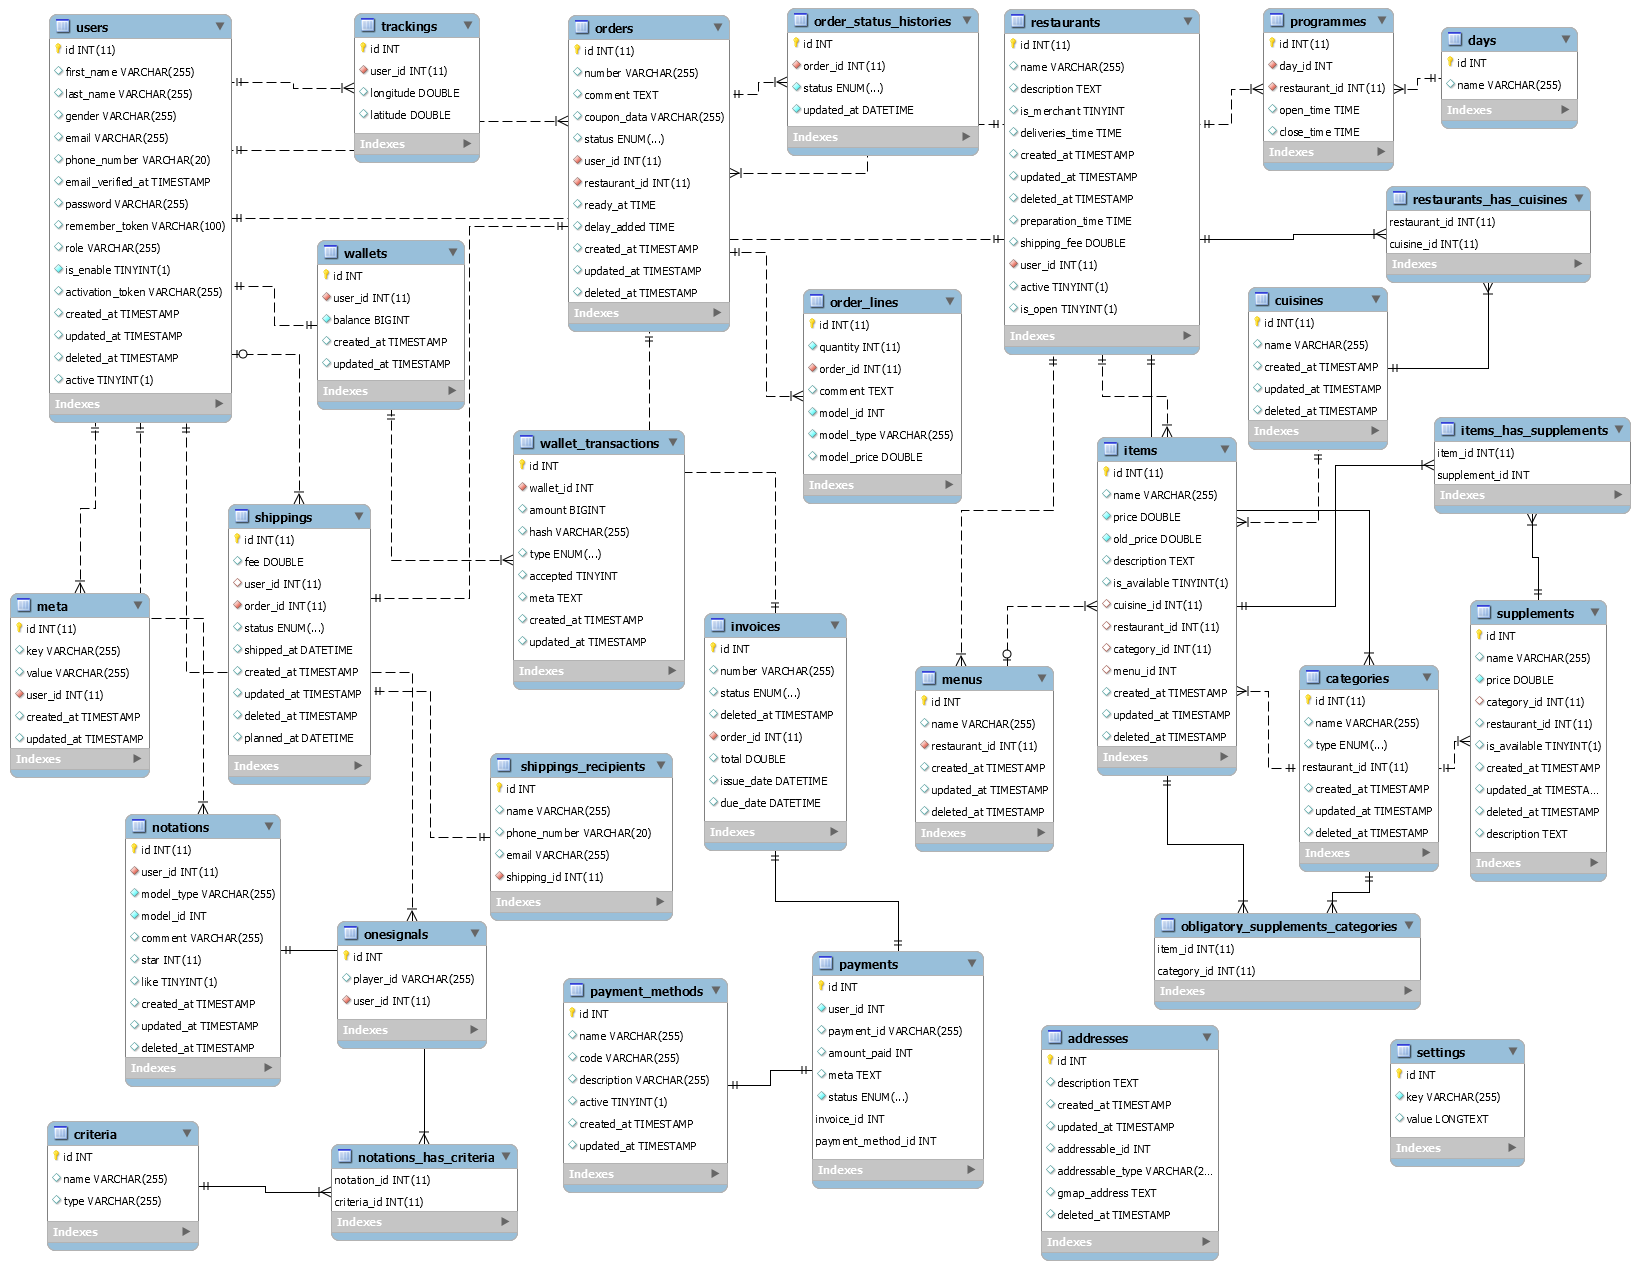 users
id INT(11)
first_name VARCHAR(255)
last_name VARCHAR(255)
gender VARCHAR(255)
email VARCHAR(255)
phone_number VARCHAR(20)
email_verified_at TIMESTAMP
password VARCHAR(255)
remember_token VARCHAR(100)
role VARCHAR(255)
is_enable TINYINT(1)
activation_token VARCHAR(255)
created_at TIMESTAMP
updated_at TIMESTAMP
deleted_at TIMESTAMP
active TINYINT(1)
Indexes
trackings
id INT
user_id INT(11)
longitude DOUBLE
latitude DOUBLE
Indexes
orders
id INT(11)
number VARCHAR(255)
comment TEXT
coupon_data VARCHAR(255)
status ENUM(...)
user_id INT(11)
restaurant_id INT(11)
ready_at TIME
delay_added TIME
created_at TIMESTAMP
updated_at TIMESTAMP
deleted_at TIMESTAMP
Indexes
order_status_histories
id INT
order_id INT(11)
status ENUM(...)
updated_at DATETIME
Indexes
restaurants
id INT(11)
name VARCHAR(255)
description TEXT
is_merchant TINYINT
deliveries_time TIME
created_at TIMESTAMP
updated_at TIMESTAMP
deleted_at TIMESTAMP
preparation_time TIME
shipping_fee DOUBLE
user_id INT(11)
active TINYINT(1)
is_open TINYINT(1)
Indexes
programmes
id INT(11)
day_id INT
restaurant_id INT(11)
open_time TIME
close_time TIME
Indexes
days
id INT
name VARCHAR(255)
Indexes
restaurants_has_cuisines
restaurant_id INT(11)
cuisine_id INT(11)
Indexes
wallets
id INT
user_id INT(11)
balance BIGINT
created_at TIMESTAMP
updated_at TIMESTAMP
Indexes
order_lines
id INT(11)
quantity INT(11)
order_id INT(11)
comment TEXT
model_id INT
model_type VARCHAR(255)
model_price DOUBLE
Indexes
cuisines
id INT(11)
name VARCHAR(255)
created_at TIMESTAMP
updated_at TIMESTAMP
deleted_at TIMESTAMP
Indexes
wallet_transactions
id INT
wallet_id INT
amount BIGINT
hash VARCHAR(255)
type ENUM(...)
accepted TINYINT
meta TEXT
created_at TIMESTAMP
updated_at TIMESTAMP
Indexes
items
id INT(11)
name VARCHAR(255)
price DOUBLE
old_price DOUBLE
description TEXT
is_available TINYINT(1)
cuisine_id INT(11)
restaurant_id INT(11)
category_id INT(11)
menu_id INT
created_at TIMESTAMP
updated_at TIMESTAMP
deleted_at TIMESTAMP
Indexes
items_has_supplements
item_id INT(11)
supplement_id INT
Indexes
shippings
id INT(11)
fee DOUBLE
user_id INT(11)
order_id INT(11)
status ENUM(...)
shipped_at DATETIME
created_at TIMESTAMP
updated_at TIMESTAMP
deleted_at TIMESTAMP
planned_at DATETIME
Indexes
meta
id INT(11)
key VARCHAR(255)
value VARCHAR(255)
user_id INT(11)
created_at TIMESTAMP
updated_at TIMESTAMP
Indexes
invoices
id INT
number VARCHAR(255)
status ENUM(...)
deleted_at TIMESTAMP
order_id INT(11)
total DOUBLE
issue_date DATETIME
due_date DATETIME
Indexes
menus
id INT
name VARCHAR(255)
restaurant_id INT(11)
created_at TIMESTAMP
updated_at TIMESTAMP
deleted_at TIMESTAMP
Indexes
categories
id INT(11)
name VARCHAR(255)
type ENUM(...)
restaurant_id INT(11)
created_at TIMESTAMP
updated_at TIMESTAMP
deleted_at TIMESTAMP
Indexes
supplements
id INT
name VARCHAR(255)
price DOUBLE
category_id INT(11)
restaurant_id INT(11)
is_available TINYINT(1)
created_at TIMESTAMP
updated_at TIMESTA...
deleted_at TIMESTAMP
description TEXT
Indexes
shippings_recipients
id INT
name VARCHAR(255)
phone_number VARCHAR(20)
email VARCHAR(255)
shipping_id INT(11)
Indexes
notations
id INT(11)
user_id INT(11)
model_type VARCHAR(255)
model_id INT
comment VARCHAR(255)
star INT(11)
like TINYINT(1)
created_at TIMESTAMP
updated_at TIMESTAMP
deleted_at TIMESTAMP
Indexes
onesignals
id INT
player_id VARCHAR(255)
user_id INT(11)
Indexes
obligatory_supplements_categories
item_id INT(11)
category_id INT(11)
Indexes
payments
id INT
user_id INT
payment_id VARCHAR(255)
amount_paid INT
meta TEXT
status ENUM(...)
invoice_id INT
payment_method_id INT
Indexes
payment_methods
id INT
name VARCHAR(255)
code VARCHAR(255)
description VARCHAR(255)
active TINYINT(1)
created_at TIMESTAMP
updated_at TIMESTAMP
Indexes
addresses
id INT
description TEXT
created_at TIMESTAMP
updated_at TIMESTAMP
addressable_id INT
addressable_type VARCHAR(2...
gmap_address TEXT
deleted_at TIMESTAMP
Indexes
settings
id INT
key VARCHAR(255)
value LONGTEXT
Indexes
criteria
id INT
name VARCHAR(255)
type VARCHAR(255)
Indexes
notations_has_criteria
notation_id INT(11)
criteria_id INT(11)
Indexes